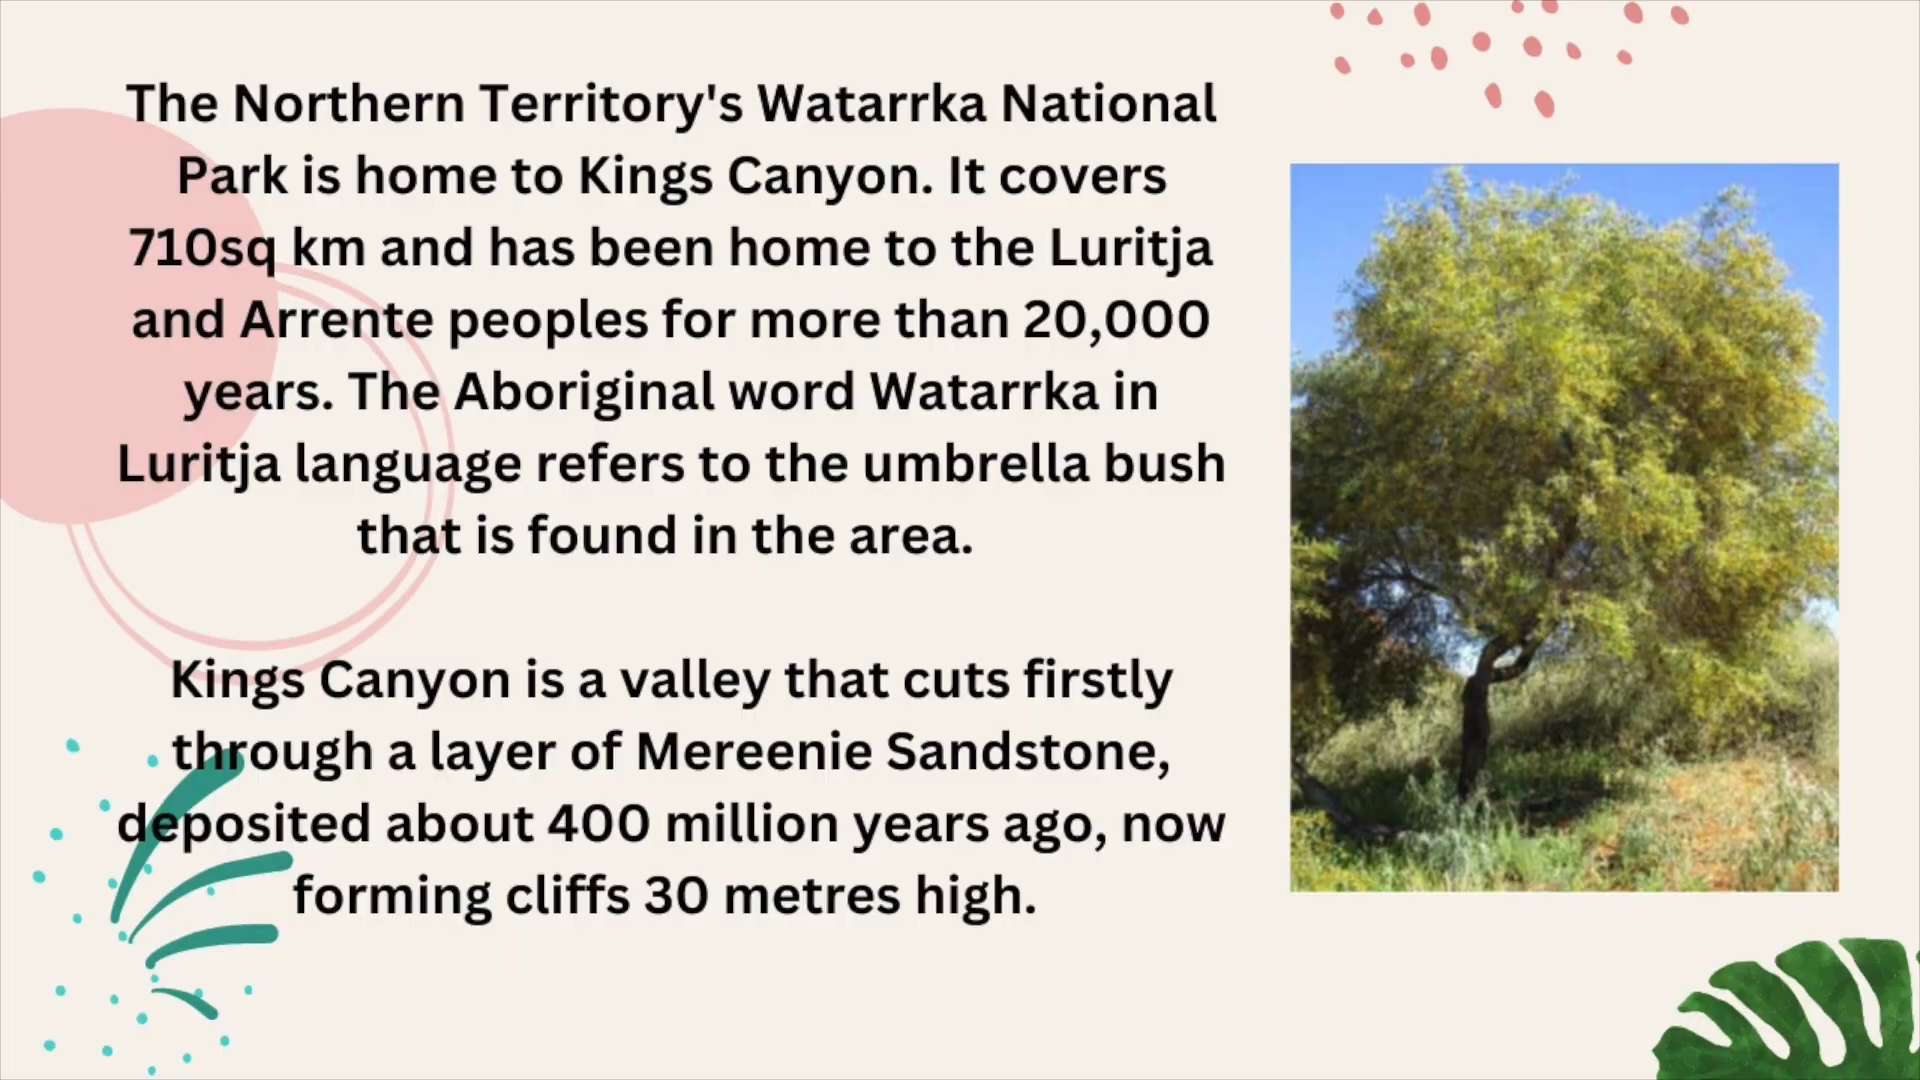 The Northern Territory's Watarrka National
Park is home to Kings Canyon. It covers
710sq km and has been home to the Luritja
and Arrente peoples for more than 20,000
years. The Aboriginal word Watarrka in
Luritja language refers to the umbrella bush
that is found in the area.
Kings Canyon is a valley that cuts firstly
through a layer of Mereenie Sandstone,
deposited about 400 million years ago, now
forming cliffs 30 metres high.